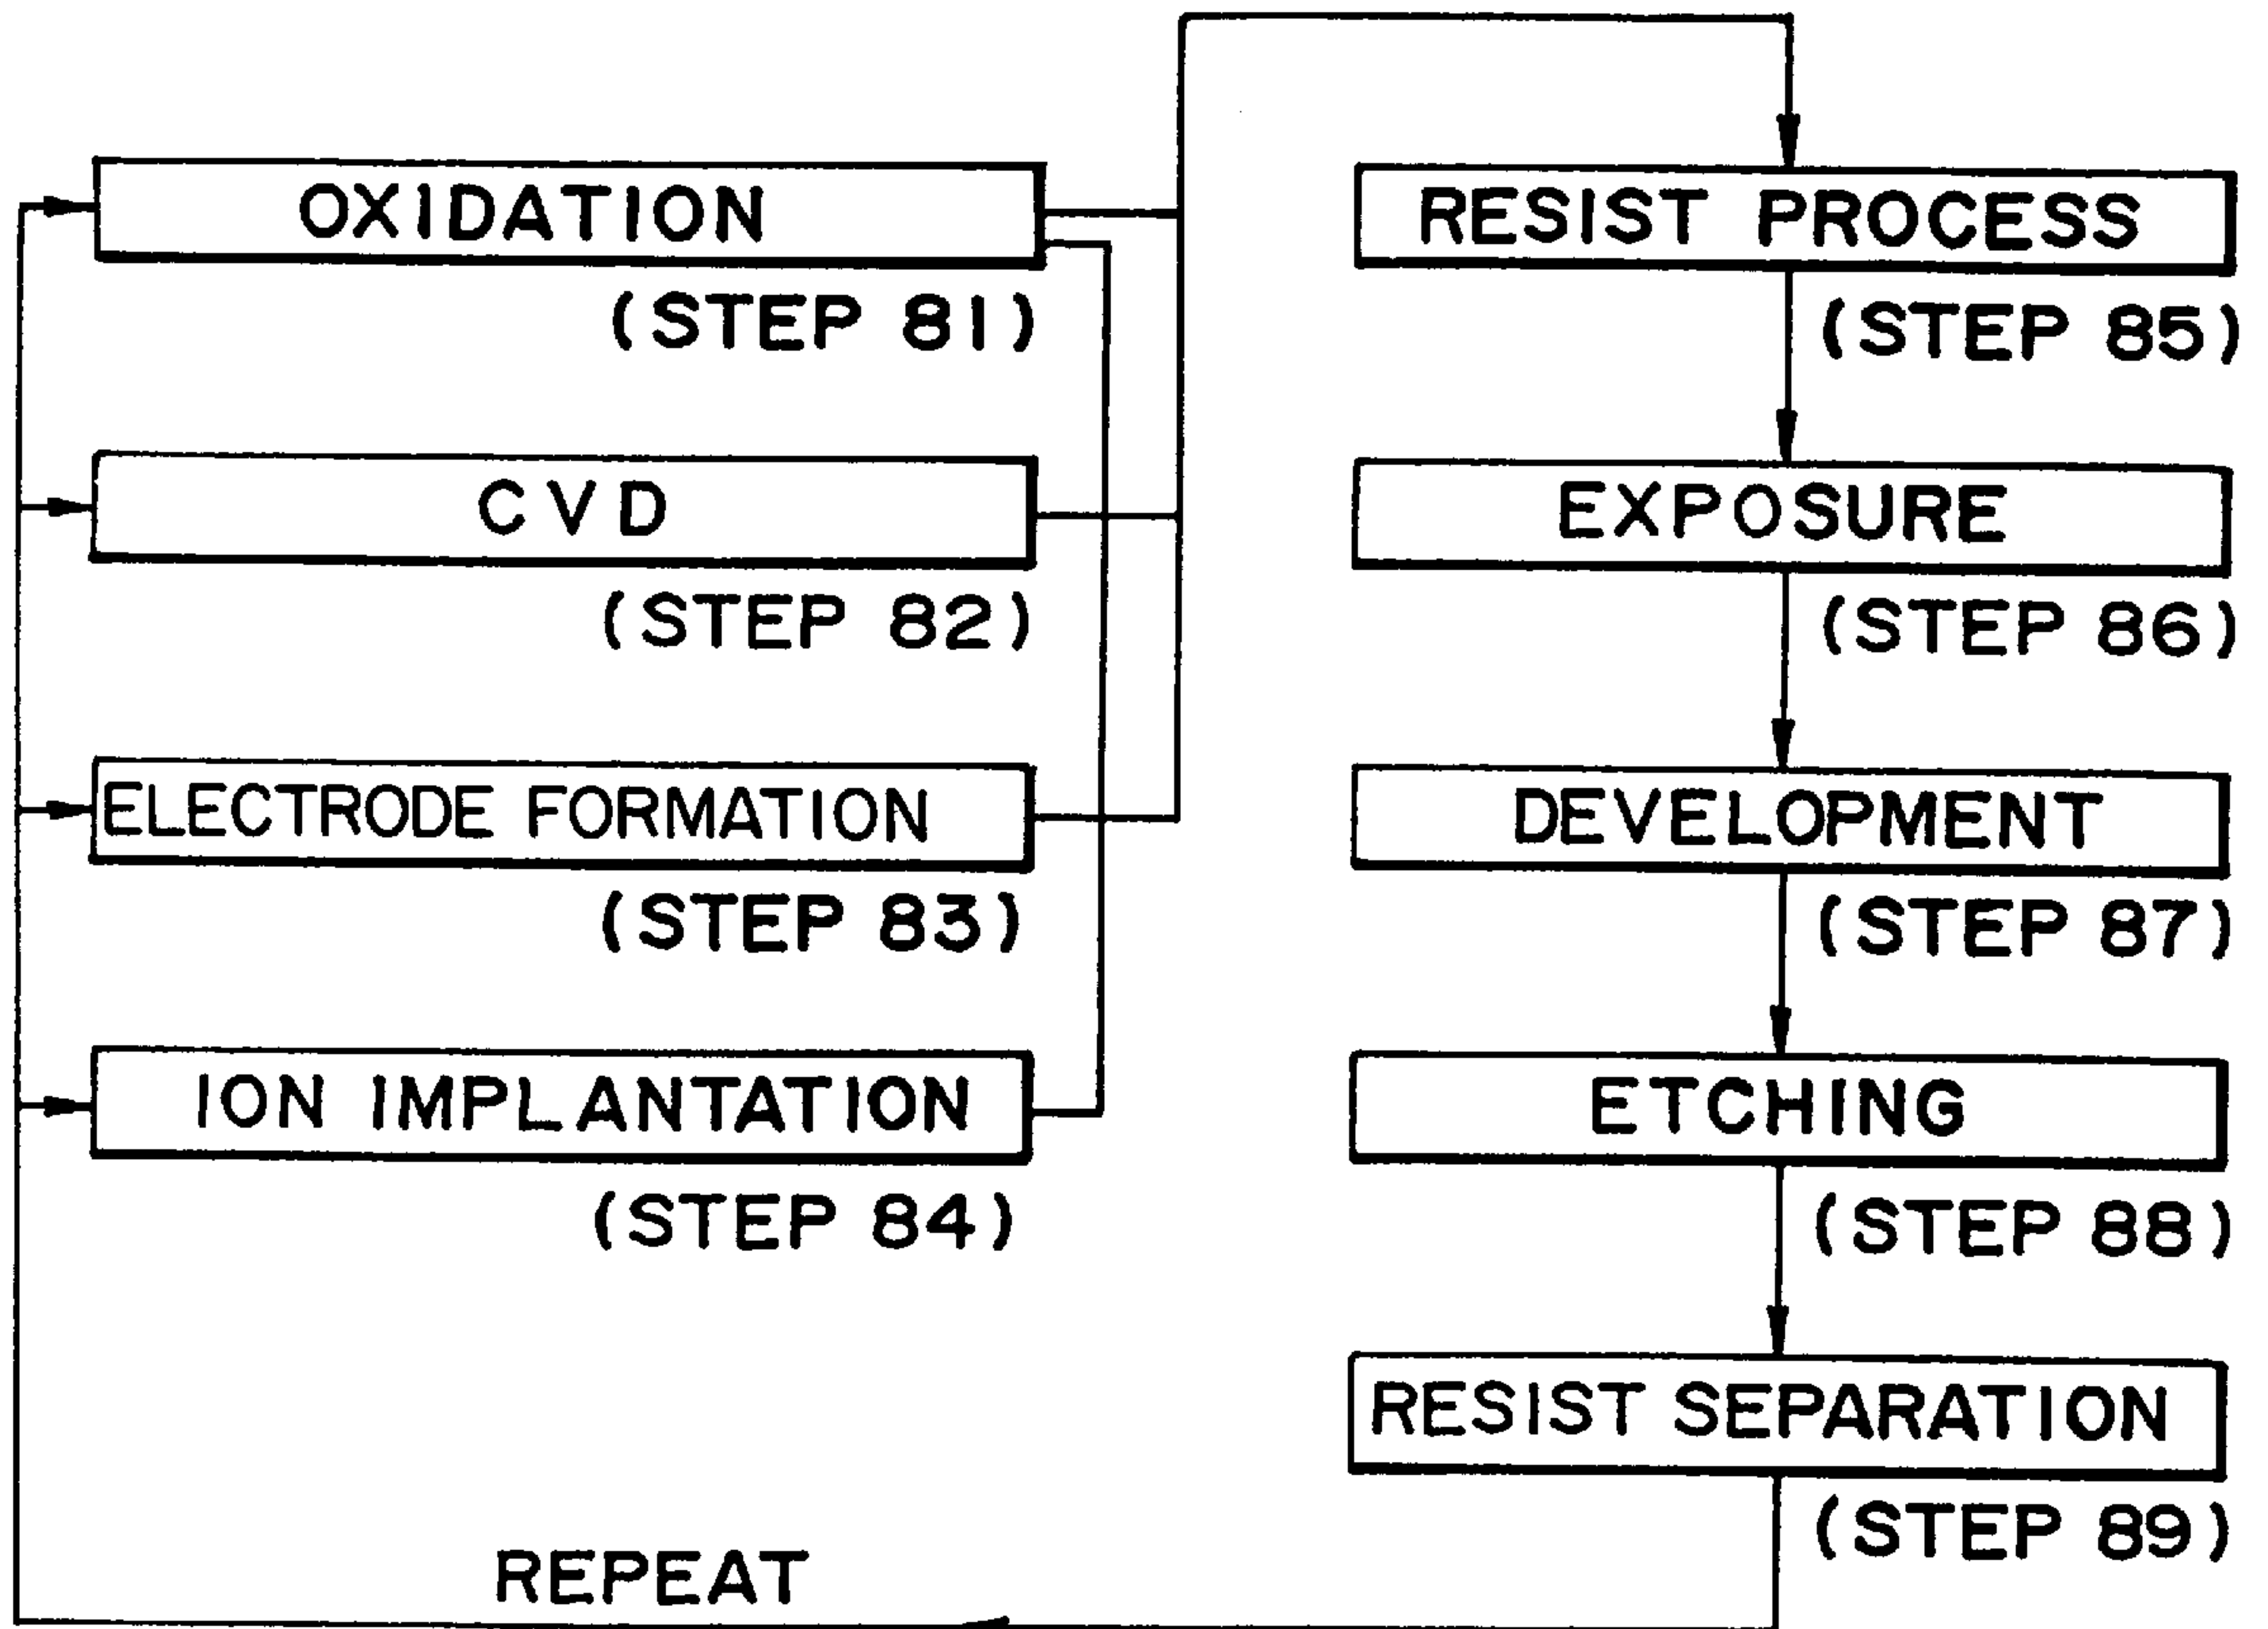 OXIDATION
(STEP 81)
CVD
(STEP 82)
ELECTRODE FORMATION
(STEP 83)
ION IMPLANTATION
(STEP 84)
RESIST PROCESS
(STEP 85)
EXPOSURE
(STEP 86)
DEVELOPMENT
(STEP 87)
ETCHING
(STEP 88)
RESIST SEPARATION
(STEP 89)
REPEAT